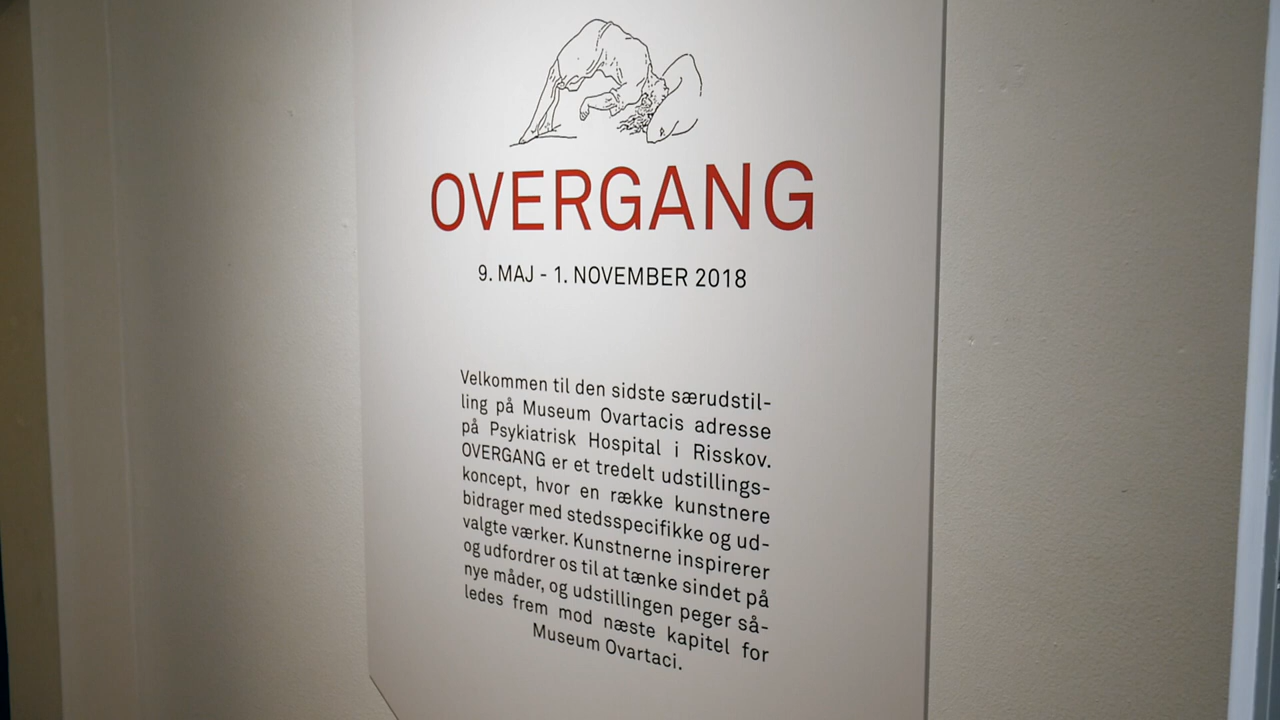 OVERGANG
9. MAJ - 1. NOVEMBER 2018
Velkommen til den sidste særudstil-
ling på Museum Ovartacis adresse
på Psykiatrisk Hospital i Risskov.
OVERGANG er et tredelt udstillings-
koncept, hvor en række kunstnere
bidrager med stedsspecifikke og ud-
valgte værker. Kunstnerne inspirerer
og udfordrer os til at tænke sindet på
nye måder, og udstillingen peger så-
ledes frem mod næste kapitel for
Museum Ovartaci.